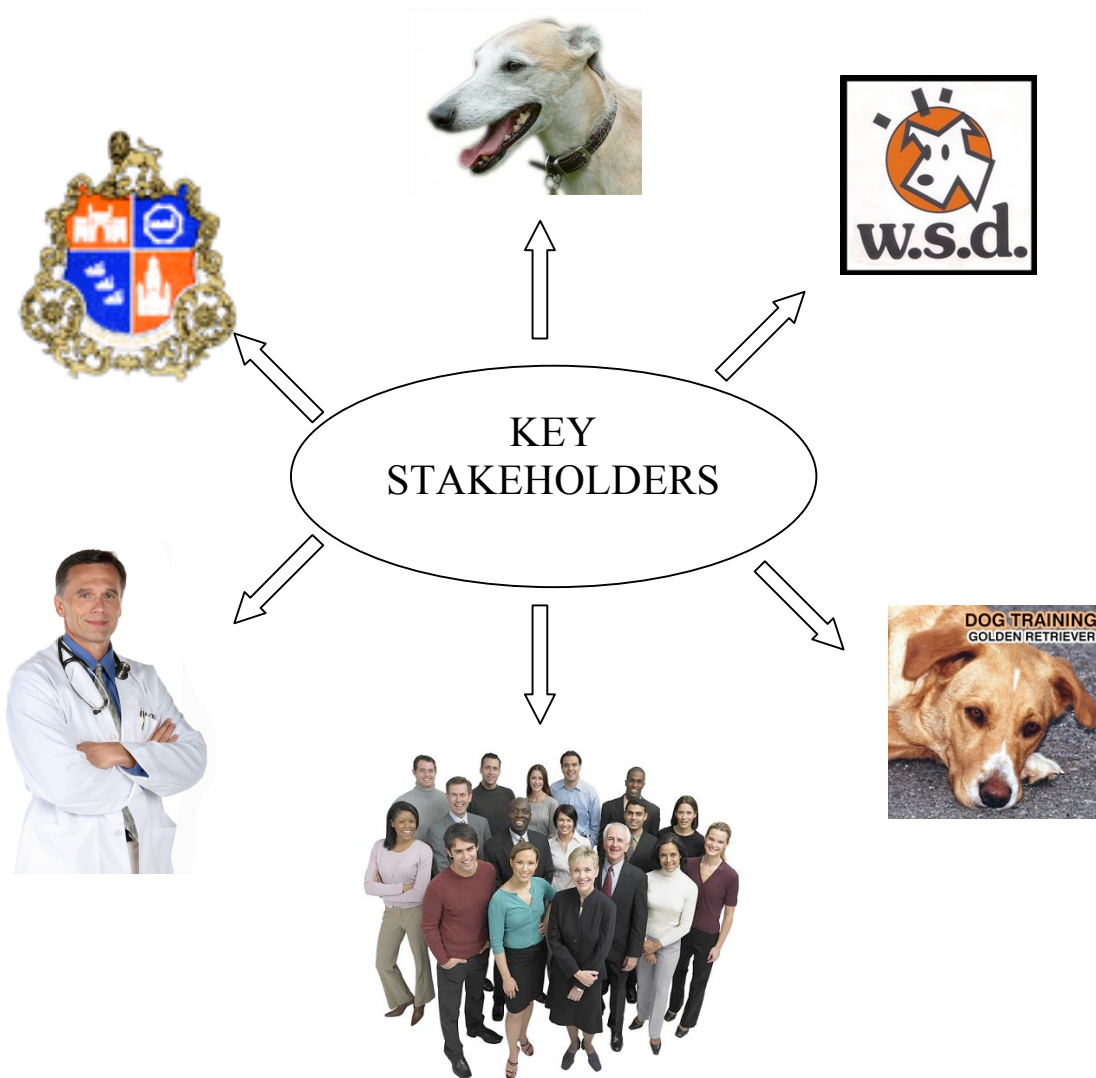 w.s.d.
KEY
STAKEHOLDERS
DOG TRAINING
GOLDEN RETRIEVER